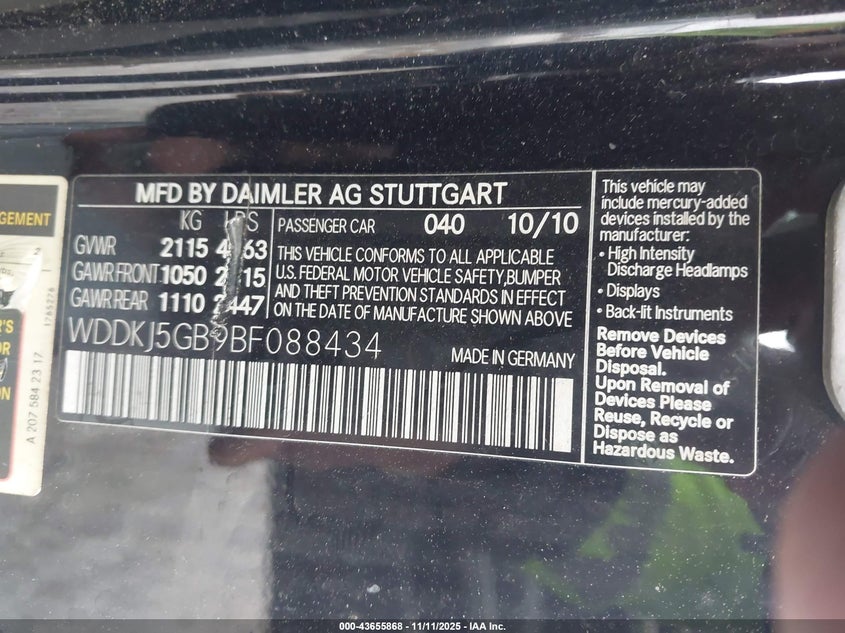 MFD BY DAIMLER AG STUTTGART
KG LBS
GVWR 2115
GAWR FRONT 1050
GAWR REAR 1110
PASSENGER CAR 040 10/10
THIS VEHICLE CONFORMS TO ALL APPLICABLE
U.S. FEDERAL MOTOR VEHICLE SAFETY,BUMPER
AND THEFT PREVENTION STANDARDS IN EFFECT
ON THE DATE OF MANUFACTURE SHOWN ABOVE
WDDKJ5GB9BF088434
MADE IN GERMANY
This vehicle may
include mercury-added
devices installed by the
manufacturer:
• High Intensity
Discharge Headlamps
• Displays
• Back-lit Instruments
Remove Devices
Before Vehicle
Disposal.
Upon Removal of
Devices Please
Reuse, Recycle or
Dispose as
Hazardous Waste.
GEMENT
A 207 584 23 17
000-43655868 - 11/11/2025 - IAA Inc.